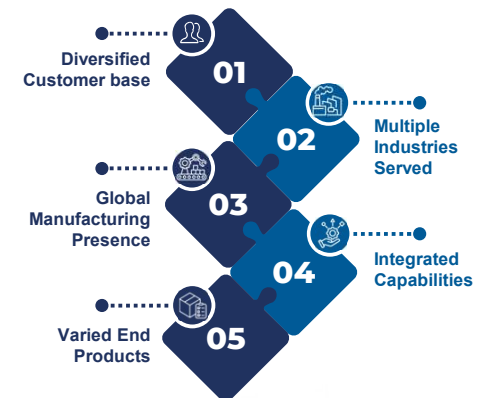 Diversified
Customer base
01
02
Multiple
Industries
Served
03
Global
Manufacturing
Presence
04
Integrated
Capabilities
05
Varied End
Products